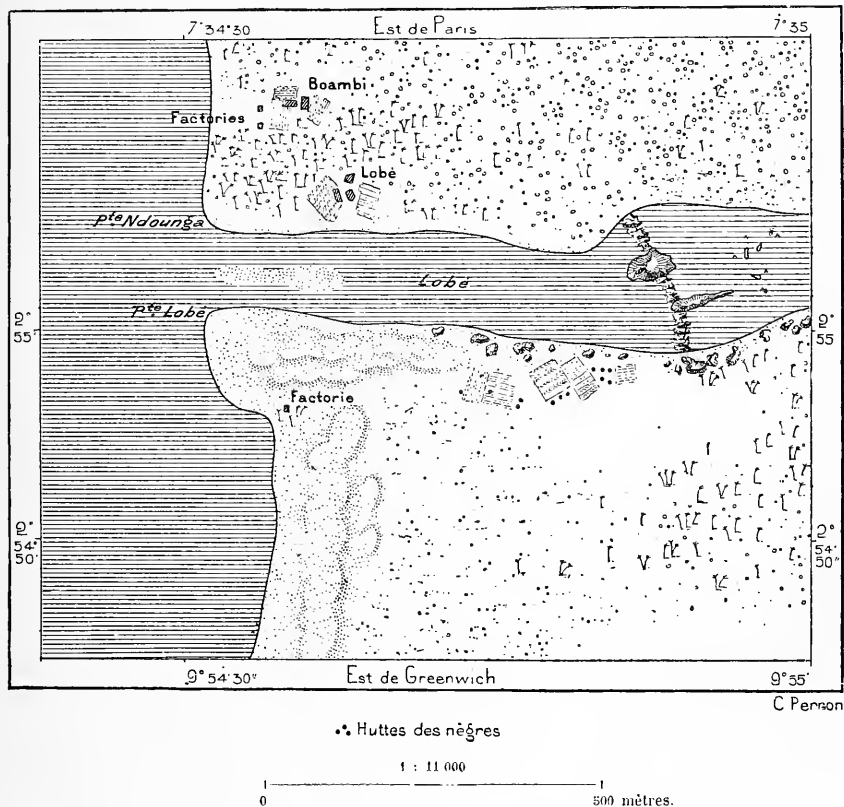 7°34'30 Est de Paris 7°35
Boambi
Factories
Lobé
Pte Ndounga
Lobé
Pte Lobé
2° 2°
55' 55
Factorie
2° 2°
54' 54'
50" 50"
9°54'30" Est de Greenwich 9°55'
C Perron
Huttes des nègres
1 : 11 000
0 500 mètres.